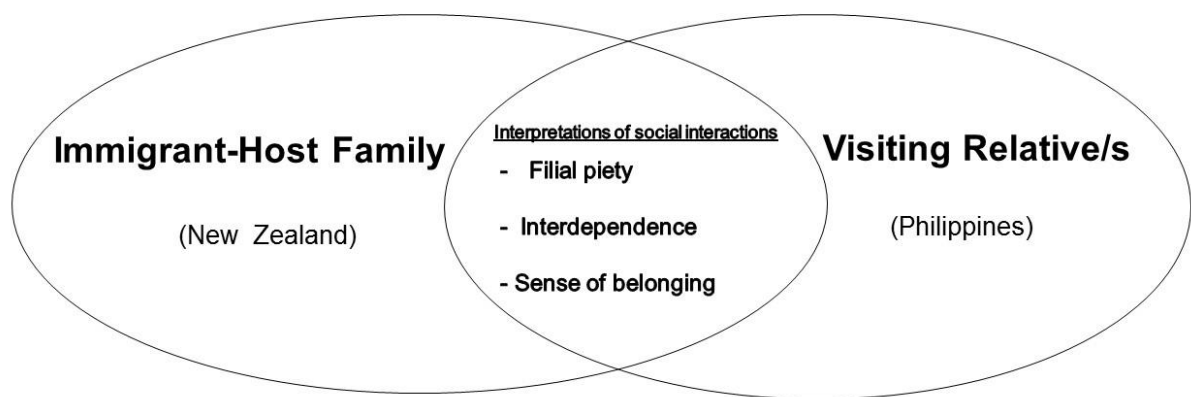 Immigrant-Host Family
(New Zealand)
Interpretations of social interactions
- Filial piety
- Interdependence
- Sense of belonging
Visiting Relative/s
(Philippines)